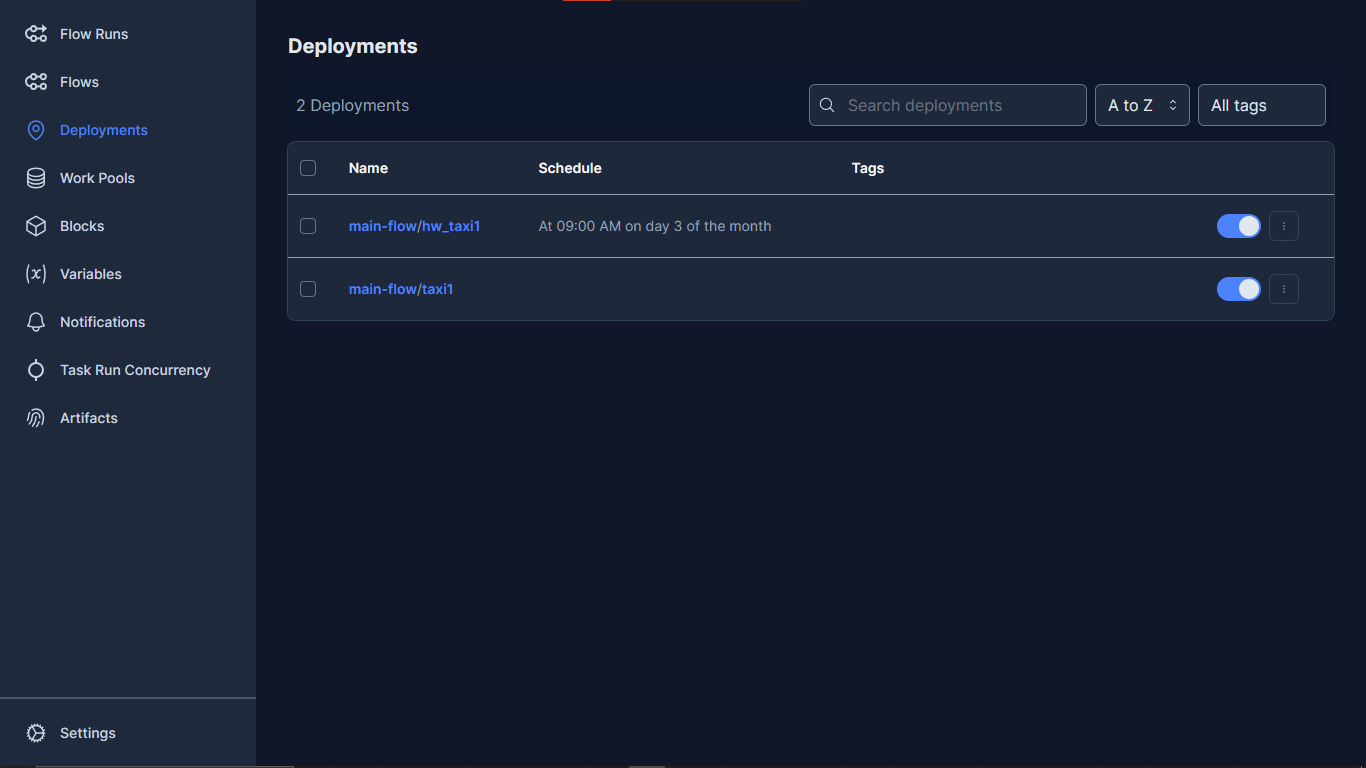 Flow Runs
Flows
Deployments
Work Pools
Blocks
(x) Variables
Notifications
Task Run Concurrency
Artifacts
Settings
Deployments
2 Deployments
Search deployments
A to Z
All tags
Name Schedule Tags
main-flow/hw_taxi1 At 09:00 AM on day 3 of the month
main-flow/taxi1